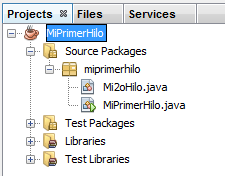 Projects Files Services
MiPrimerHilo
Source Packages
miprimerhilo
Mi2oHilo.java
MiPrimerHilo.java
Test Packages
Libraries
Test Libraries